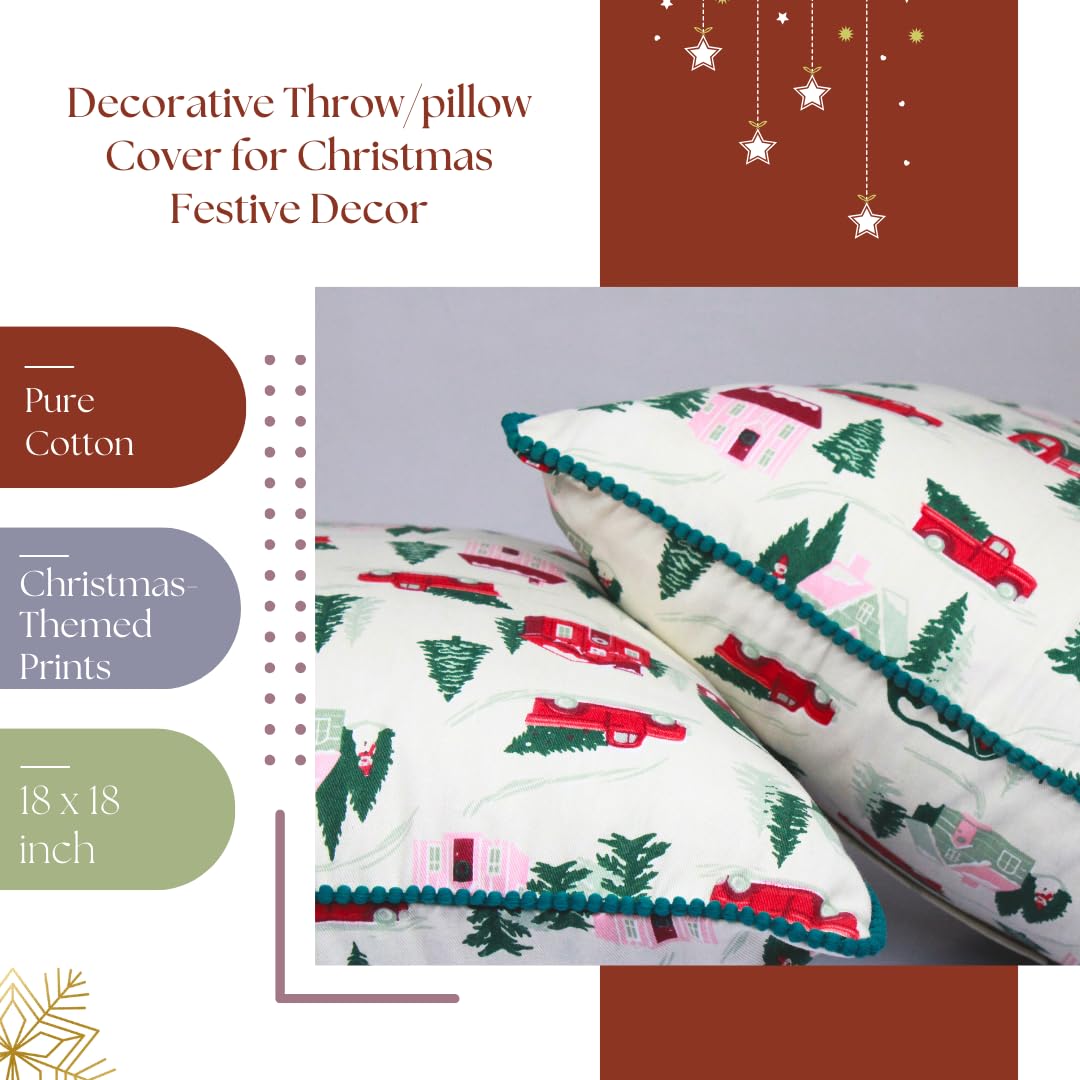 Decorative Throw/pillow
Cover for Christmas
Festive Decor
Pure
Cotton
Christmas-
Themed
Prints
18 x 18
inch